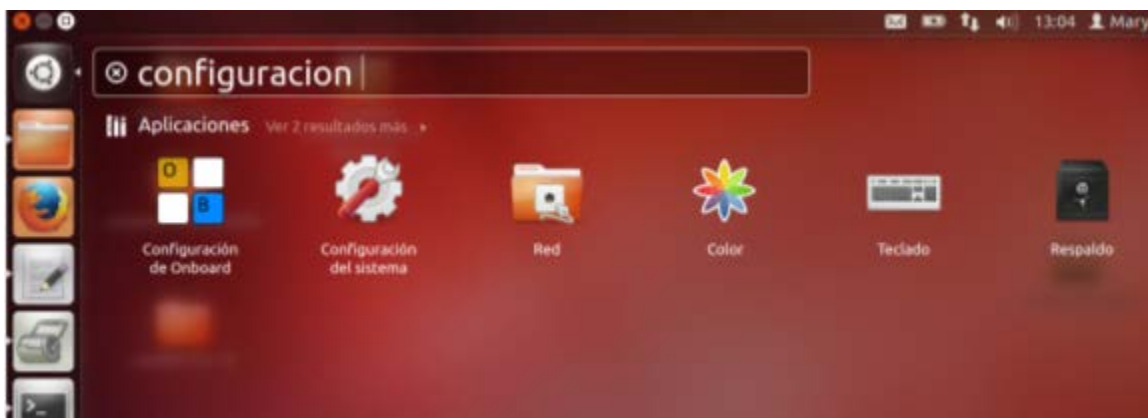 13:04 Mary
configuracion
Aplicaciones Ver 2 resultados más
O
B
Configuración
de Onboard
Configuración
del sistema
Red
Color
Teclado
Respaldo
>_